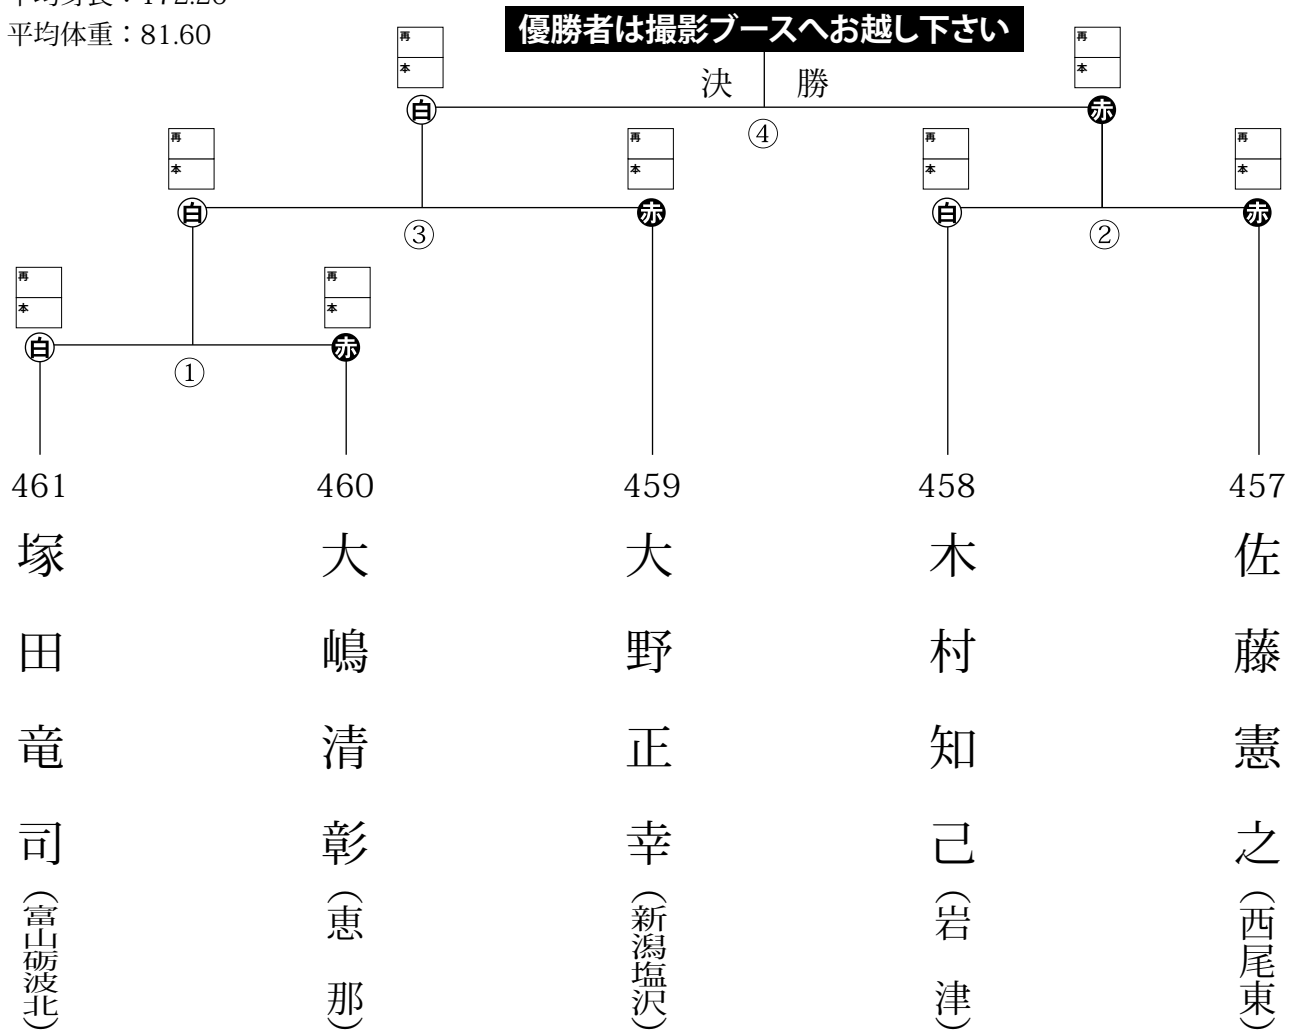 平均体重：81.60
優勝者は撮影ブースへお越し下さい
再
本
再
本
決 勝
白
赤
④
再
本
再
本
再
本
再
本
白
赤
白
赤
③
②
再
本
再
本
白
赤
①
461
460
459
458
457
塚田竜司（富山砺波北）
大嶋清彰（恵那）
大野正幸（新潟塩沢）
木村知己（岩津）
佐藤憲之（西尾東）